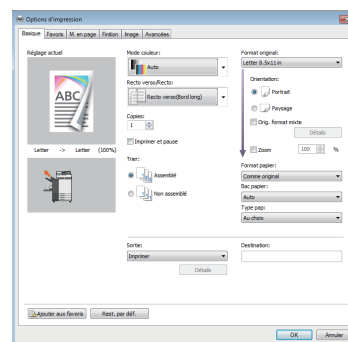 Options d'impression
Basique Favoris M. en page Finition Image Avancées
Réglage actuel
ABC
Letter -> Letter (100%)
Mode couleur:
Auto
Recto verso/Recto:
Recto verso(Bord long)
Copies:
1
Imprimer et pause
Trier:
Assemblé
Non assemblé
Sortie:
Imprimer
Détails
Format original:
Letter 8.5x11in
Orientation:
Portrait
Paysage
Orig. format mixte
Détails
Zoom 100 %
Format papier:
Comme original
Bac papier:
Auto
Type pap:
Au choix
Destination:
Ajouter aux favoris Rest. par déf.
OK Annuler